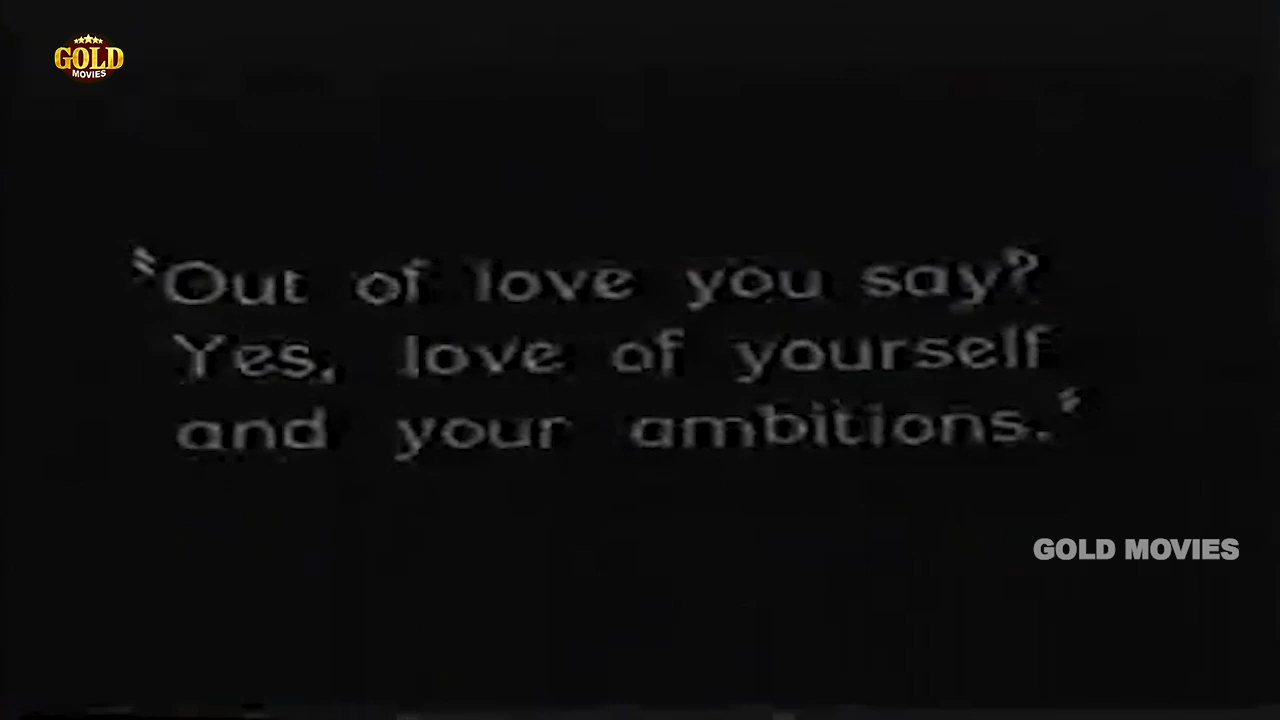 GOLD
MOVIES
"Out of love you say?
Yes, love of yourself
and your ambitions."
GOLD MOVIES